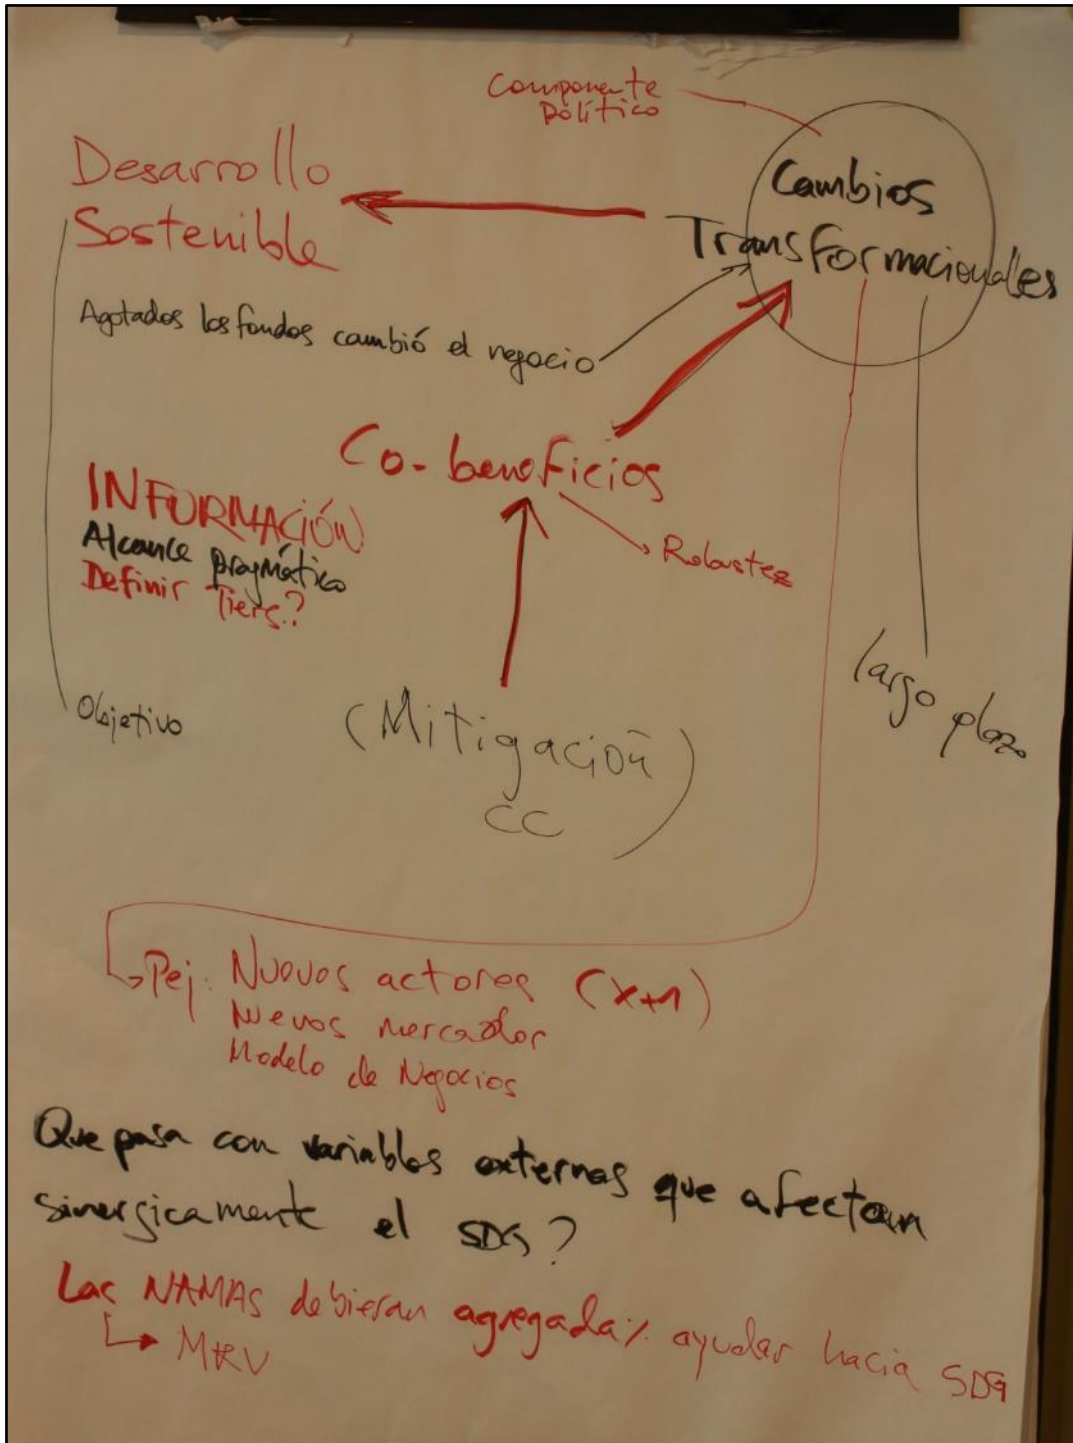 Componente
Político
Cambios
Transformacionales
Desarrollo
Sostenible
Agotados los fondos cambió el negocio
Co-beneficios
Robustez
INFORMACIÓN
Alcance pragmático
Definir Tiers?
largo plazo
Objetivo
(Mitigación)
CC
Pej: Nuevos actores (x+1)
Nuevos mercados
Modelo de Negocios
Que pasa con variables externas que afectan
sinergicamente el SDG?
Las NAMAS debieran agregada% ayudar hacia SDG
MRV